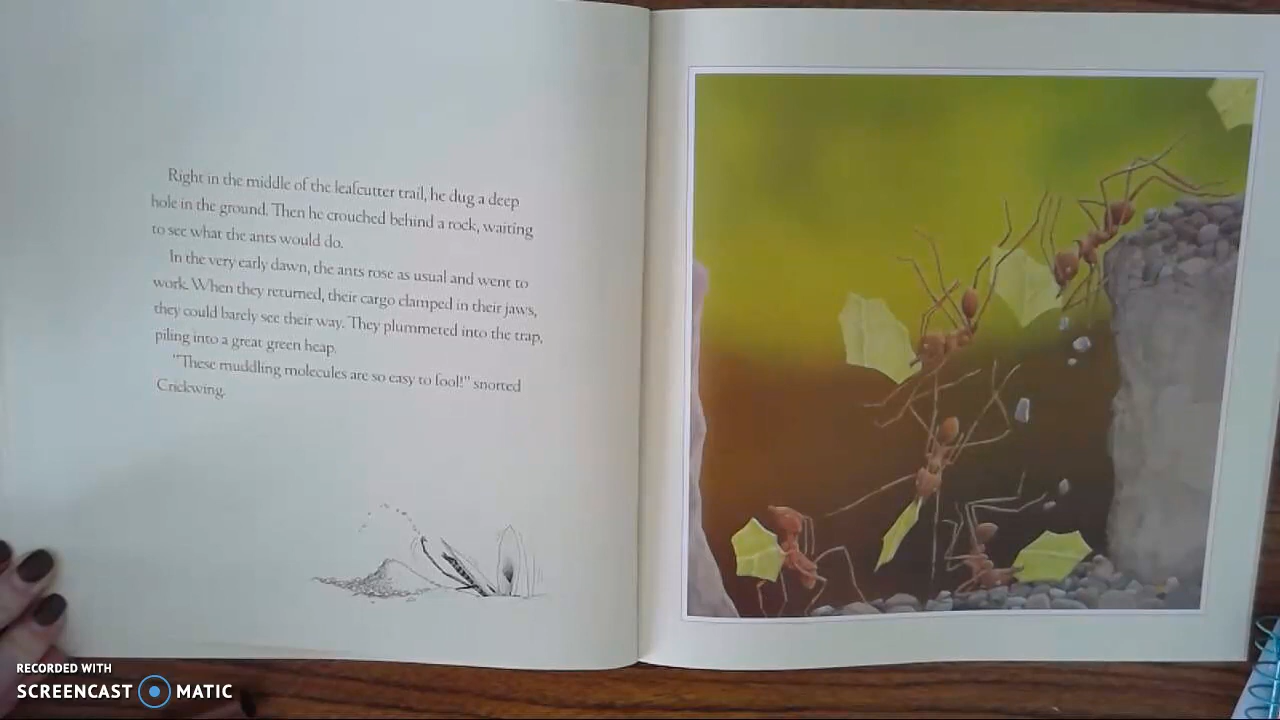 Right in the middle of the leafcutter trail, he dug a deep
hole in the ground. Then he crouched behind a rock, waiting
to see what the ants would do.
In the very early dawn, the ants rose as usual and went to
work. When they returned, their cargo clamped in their jaws,
they could barely see their way. They plummeted into the trap,
piling into a great green heap.
"These muddling molecules are so easy to fool!" snorted
Crickwing.
RECORDED WITH
SCREENCAST MATIC